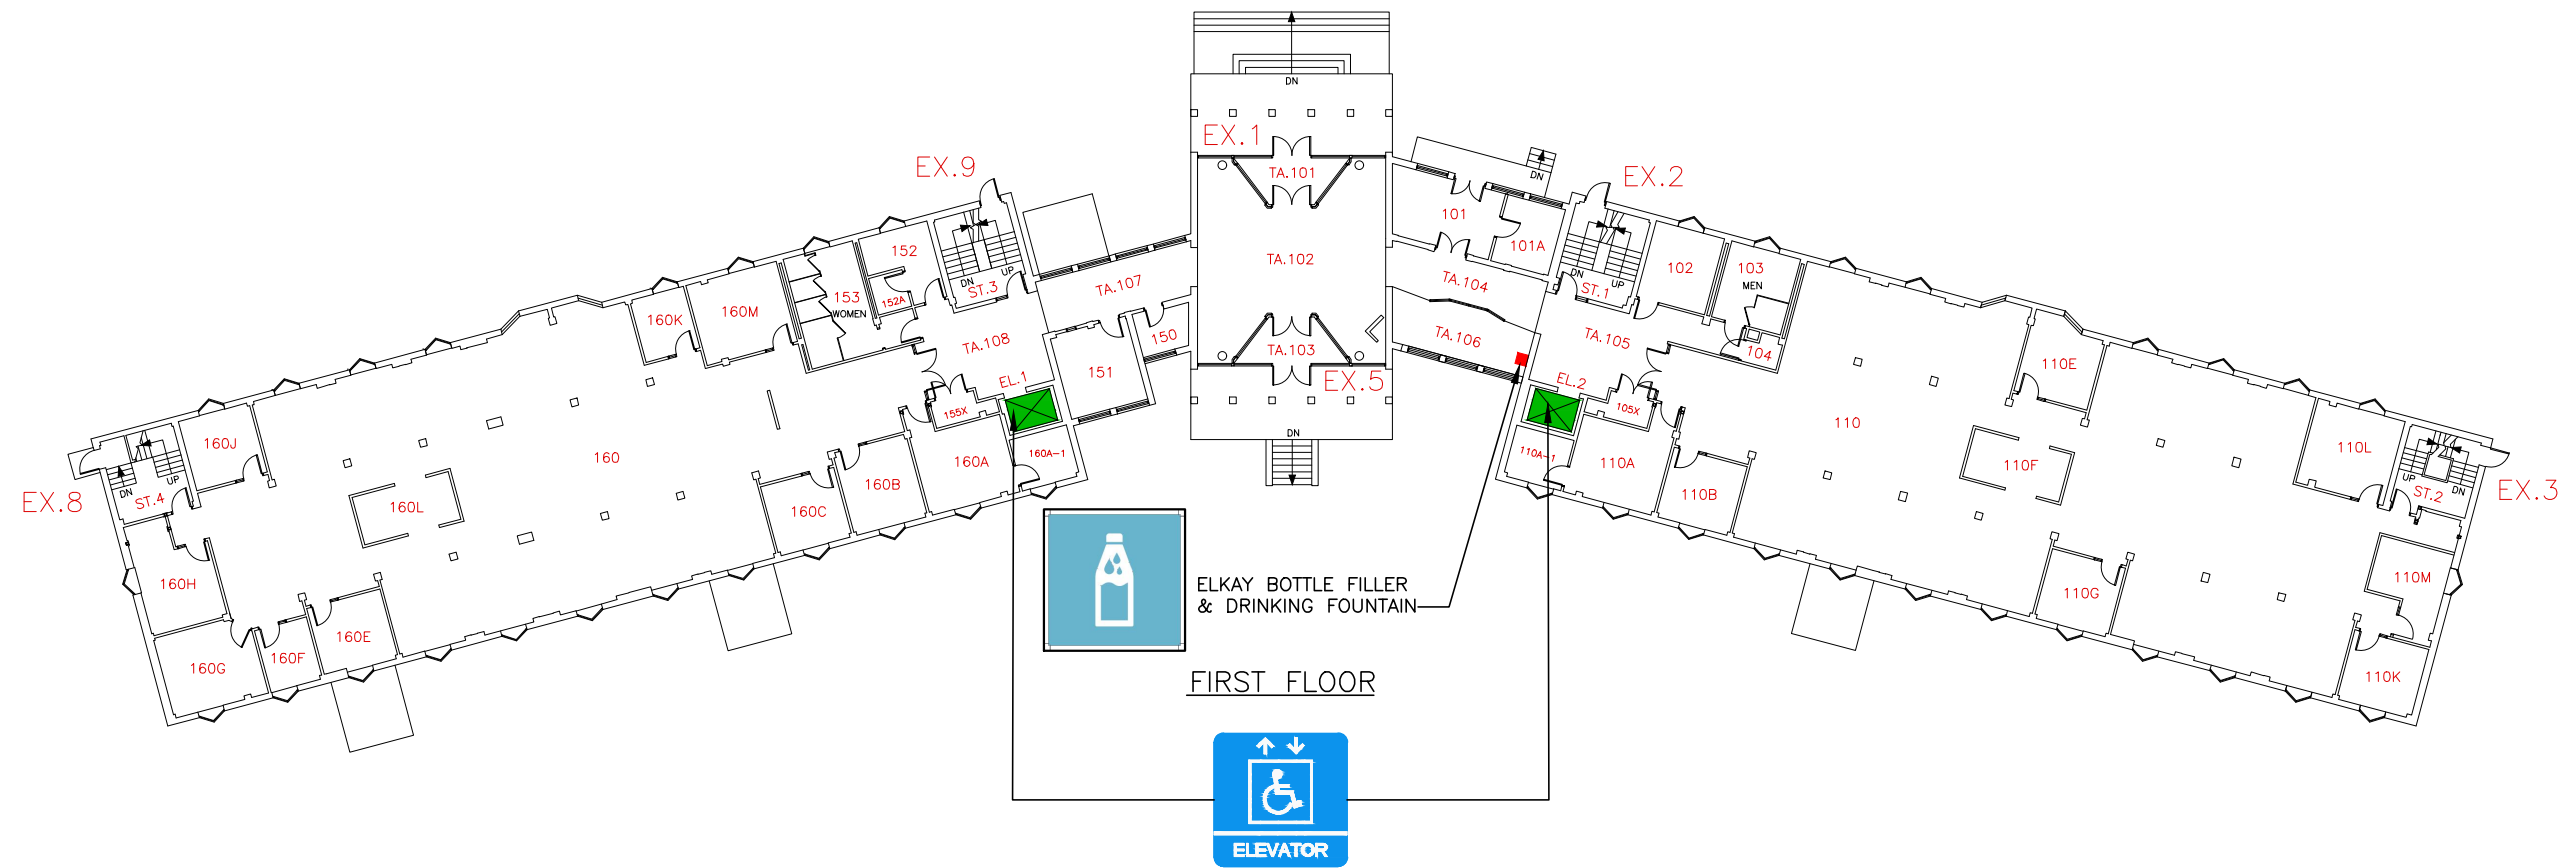 DN
EX.1
TA.101
TA.102
TA.103
EX.5
DN
EX.9
152
152A
153
WOMEN
DN
UP
ST.3
TA.107
TA.108
150
151
EL.1
155X
160K
160M
160J
160
160L
160A
160A-1
160B
160C
EX.8
DN
UP
ST.4
160H
160G
160F
160E
DN
EX.2
101
101A
TA.104
TA.106
DN
UP
ST.1
102
103
MEN
104
TA.105
EL.2
105X
110A-1
110A
110B
110
110E
110F
110G
110L
UP
DN
ST.2
EX.3
110M
110K
ELKAY BOTTLE FILLER
& DRINKING FOUNTAIN
FIRST FLOOR
ELEVATOR